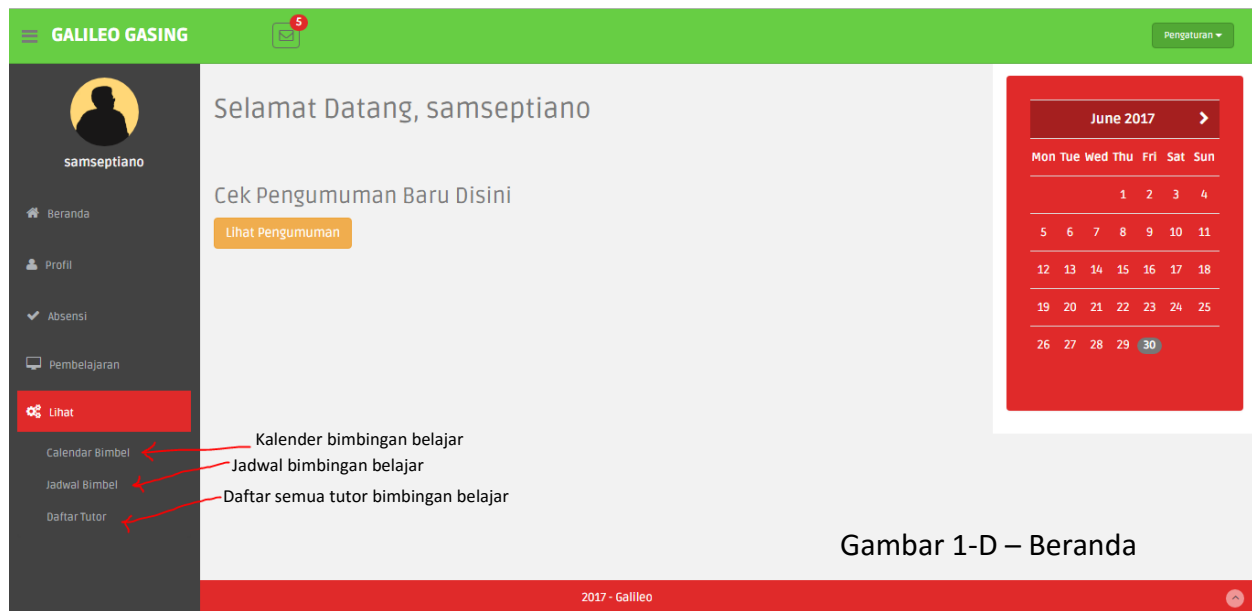 GALILEO GASING
5
Pengaturan
samseptiano
Beranda
Profil
Absensi
Pembelajaran
Lihat
Calendar Bimbel
Jadwal Bimbel
Daftar Tutor
Selamat Datang, samseptiano
Cek Pengumuman Baru Disini
Lihat Pengumuman
Kalender bimbingan belajar
Jadwal bimbingan belajar
Daftar semua tutor bimbingan belajar
June 2017
Mon Tue Wed Thu Fri Sat Sun
1 2 3 4
5 6 7 8 9 10 11
12 13 14 15 16 17 18
19 20 21 22 23 24 25
26 27 28 29 30
Gambar 1-D – Beranda
2017 - Galileo